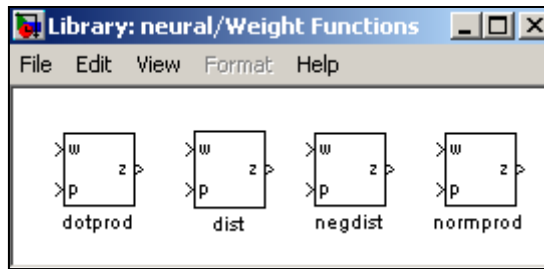 Library: neural/Weight Functions
File Edit View Format Help
w w w w
z z z z
p p p p
dotprod dist negdist normprod